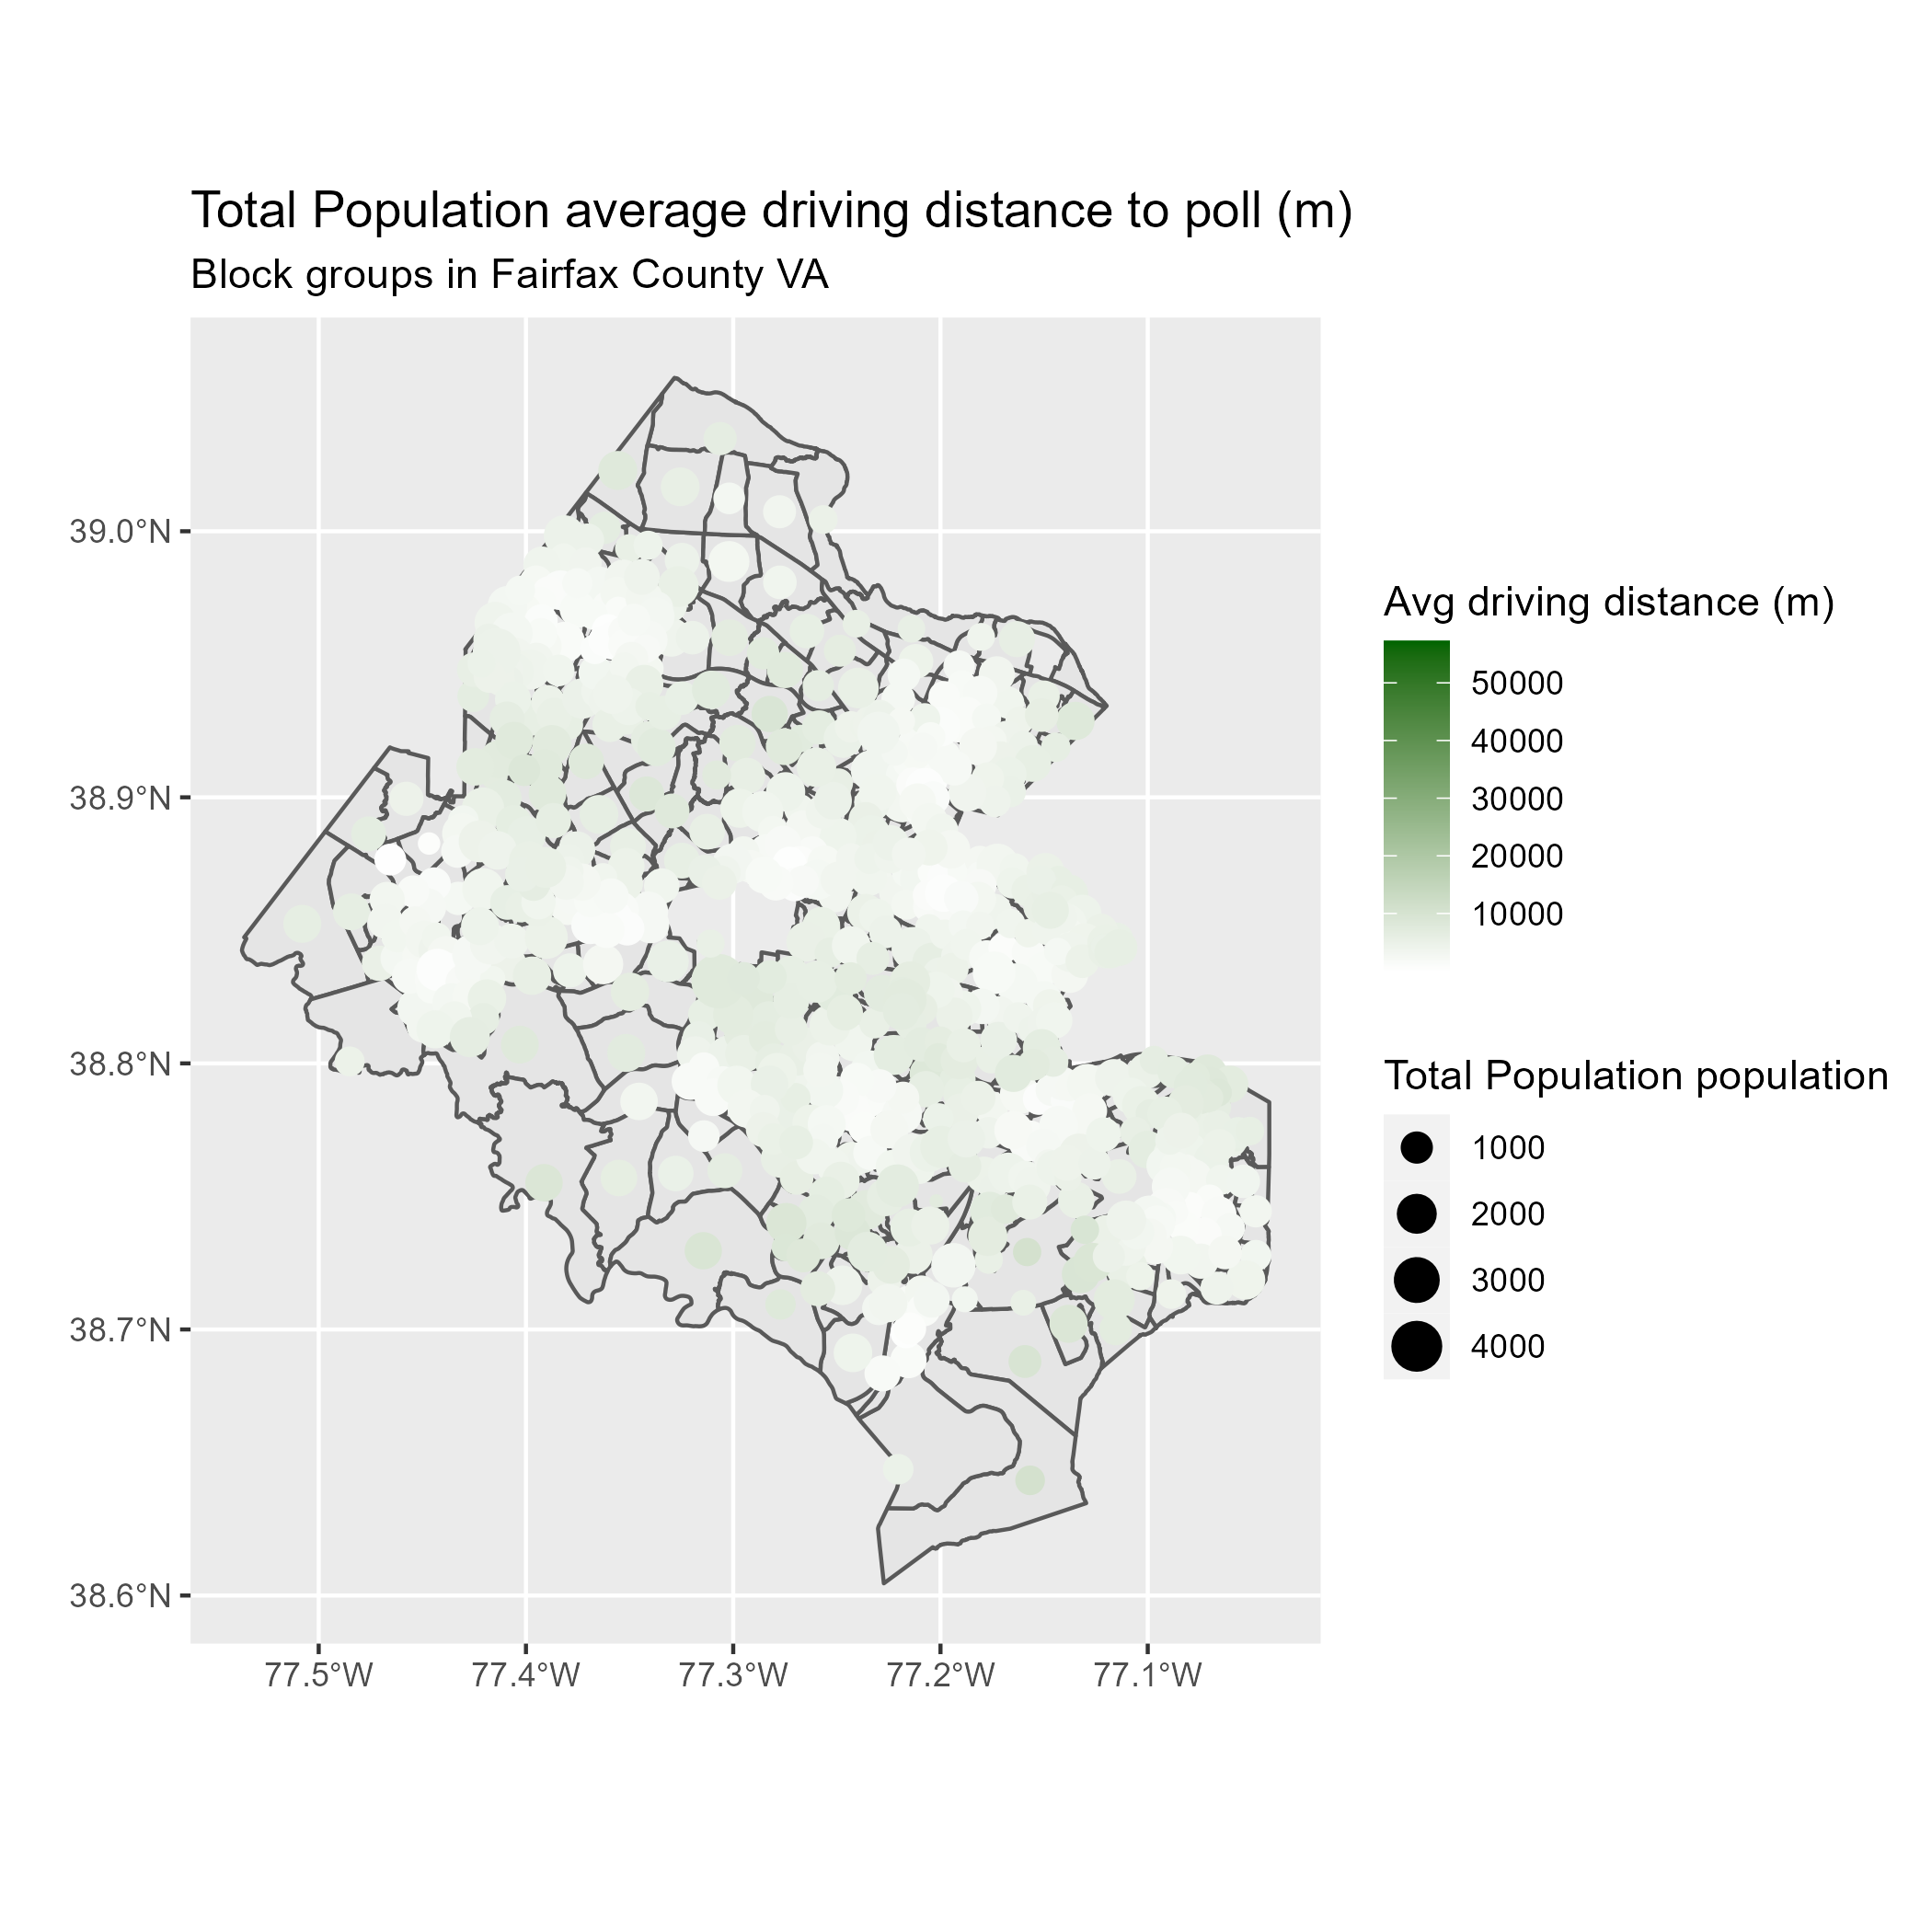 Total Population average driving distance to poll (m)
Block groups in Fairfax County VA
39.0°N
38.9°N
38.8°N
38.7°N
38.6°N
77.5°W
77.4°W
77.3°W
77.2°W
77.1°W
Avg driving distance (m)
50000
40000
30000
20000
10000
Total Population population
1000
2000
3000
4000